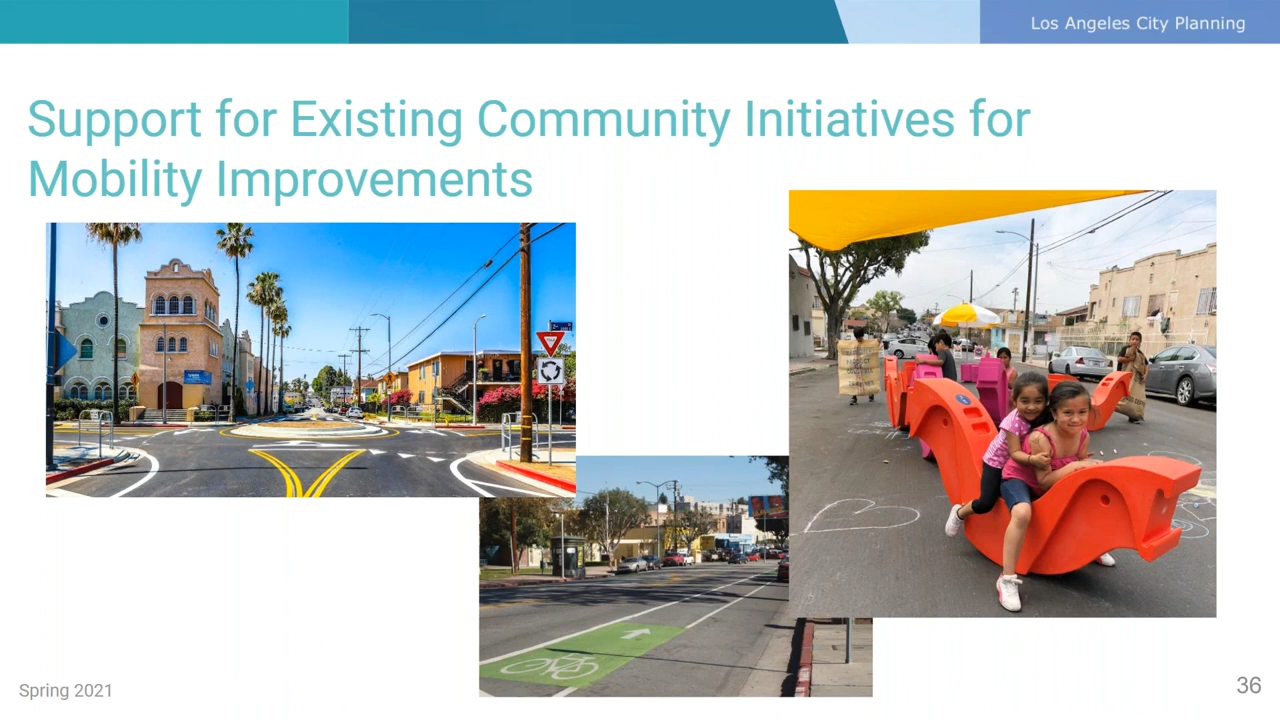 Los Angeles City Planning
Support for Existing Community Initiatives for
Mobility Improvements
Spring 2021
36